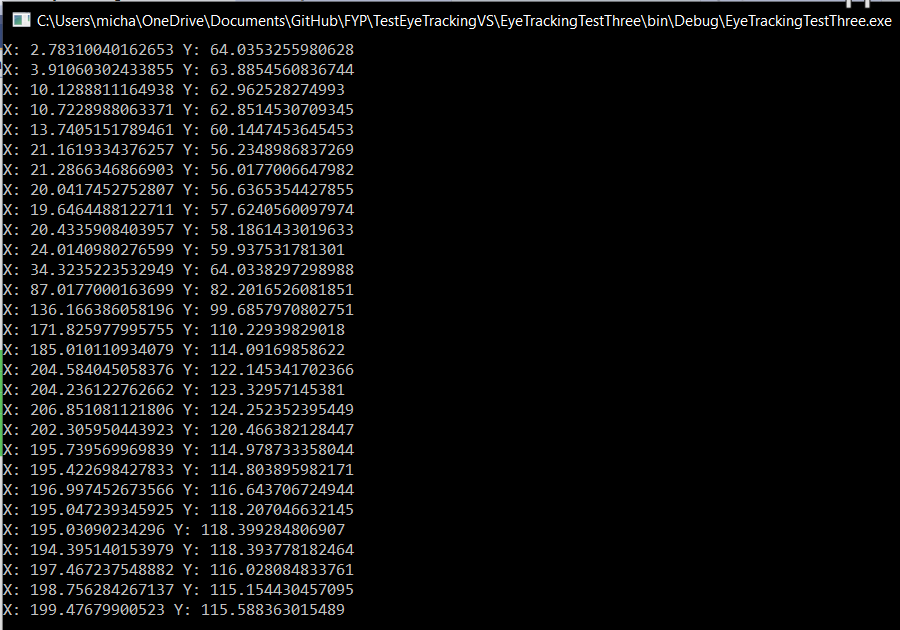 C:\Users\micha\OneDrive\Documents\GitHub\FYP\TestEyeTrackingVS\EyeTrackingTestThree\bin\Debug\EyeTrackingTestThree.exe
X: 2.78310040162653 Y: 64.0353255980628
X: 3.91060302433855 Y: 63.8854560836744
X: 10.1288811164938 Y: 62.962528274993
X: 10.7228988063371 Y: 62.8514530709345
X: 13.7405151789461 Y: 60.1447453645453
X: 21.1619334376257 Y: 56.2348986837269
X: 21.2866346866903 Y: 56.0177006647982
X: 20.0417452752807 Y: 56.6365354427855
X: 19.6464488122711 Y: 57.6240560097974
X: 20.4335908403957 Y: 58.1861433019633
X: 24.0140980276599 Y: 59.937531781301
X: 34.3235223532949 Y: 64.0338297298988
X: 87.0177000163699 Y: 82.2016526081851
X: 136.166386058196 Y: 99.6857970802751
X: 171.825977995755 Y: 110.22939829018
X: 185.010110934079 Y: 114.09169858622
X: 204.584045058376 Y: 122.145341702366
X: 204.236122762662 Y: 123.32957145381
X: 206.851081121806 Y: 124.252352395449
X: 202.305950443923 Y: 120.466382128447
X: 195.739569969839 Y: 114.978733358044
X: 195.422698427833 Y: 114.803895982171
X: 196.997452673566 Y: 116.643706724944
X: 195.047239345925 Y: 118.207046632145
X: 195.03090234296 Y: 118.399284806907
X: 194.395140153979 Y: 118.393778182464
X: 197.467237548882 Y: 116.028084833761
X: 198.756284267137 Y: 115.154430457095
X: 199.47679900523 Y: 115.588363015489